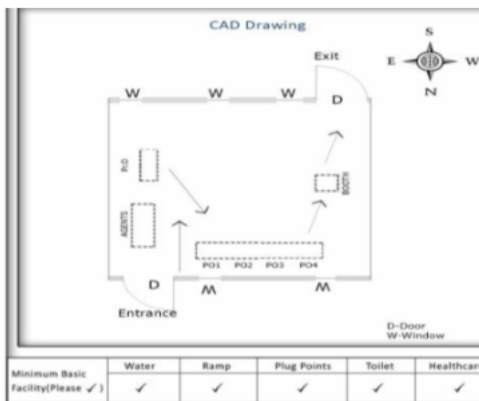 CAD Drawing
S
E W
N
Exit
W W W D
PrO
AGENTS
BOOTH
PO1 PO2 PO3 PO4
D W W
Entrance
D-Door
W-Window
Minimum Basic
Facility(Please ✓)
Water Ramp Plug Points Toilet Healthcar
✓ ✓ ✓ ✓ ✓